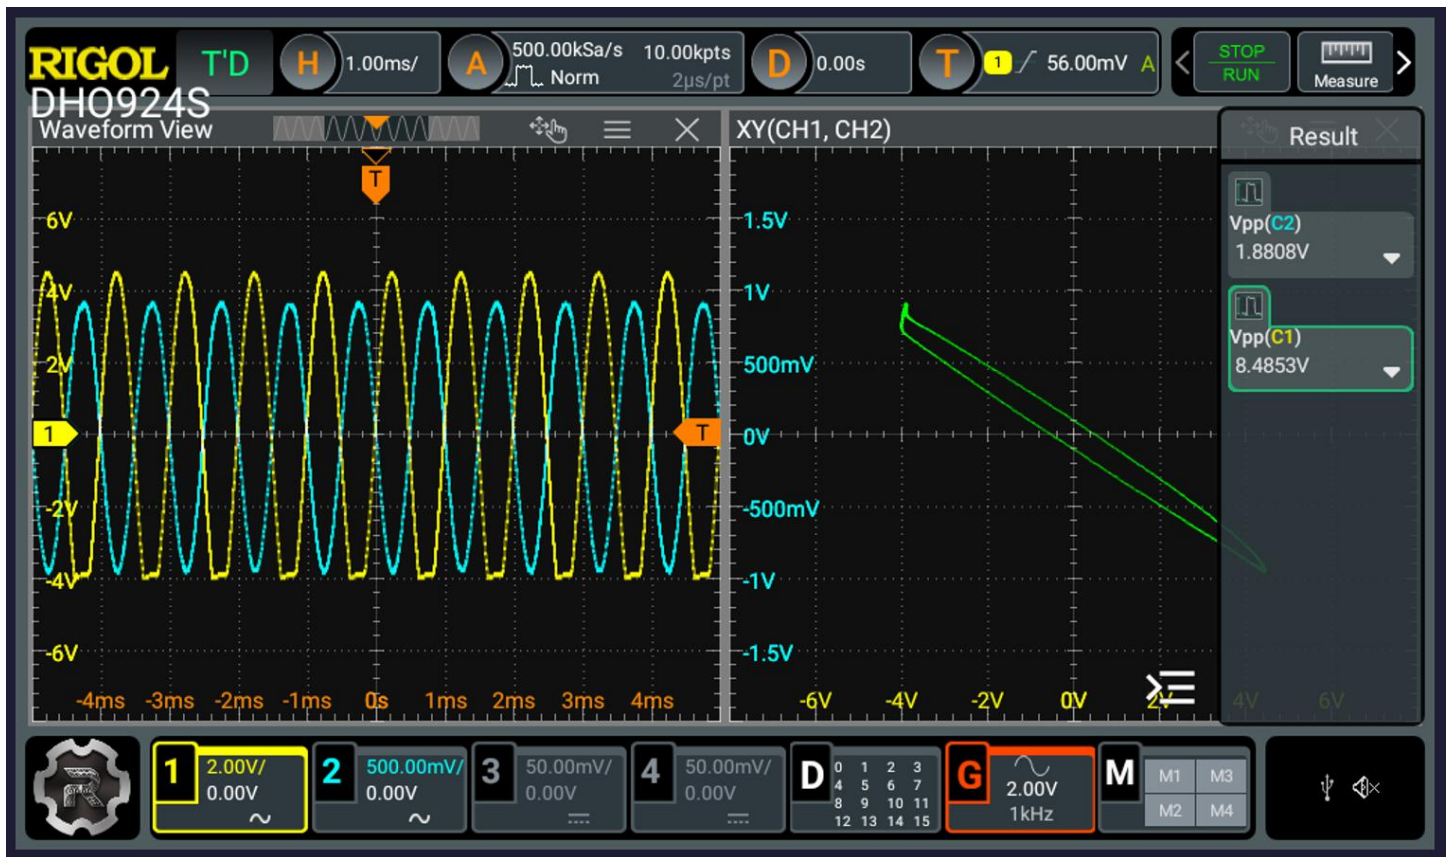 RIGOL T'D H 1.00ms/ A 500.00kSa/s 10.00kpts D 0.00s T 1 56.00mV A STOP
Norm 2µs/pt RUN Measure
DHO924S
Waveform View XY(CH1, CH2) Result
T
6V
4V
2V
1 T
-2V
-4V
-6V
-4ms -3ms -2ms -1ms 0s 1ms 2ms 3ms 4ms
1.5V
1V
500mV
0V
-500mV
-1V
-1.5V
-6V -4V -2V 0V 2V 4V 6V
Vpp(C2)
1.8808V
Vpp(C1)
8.4853V
R
1 2.00V/
0.00V
2 500.00mV/
0.00V
3 50.00mV/
0.00V
4 50.00mV/
0.00V
D 0 1 2 3
4 5 6 7
8 9 10 11
12 13 14 15
G 2.00V
1kHz
M M1 M3
M2 M4